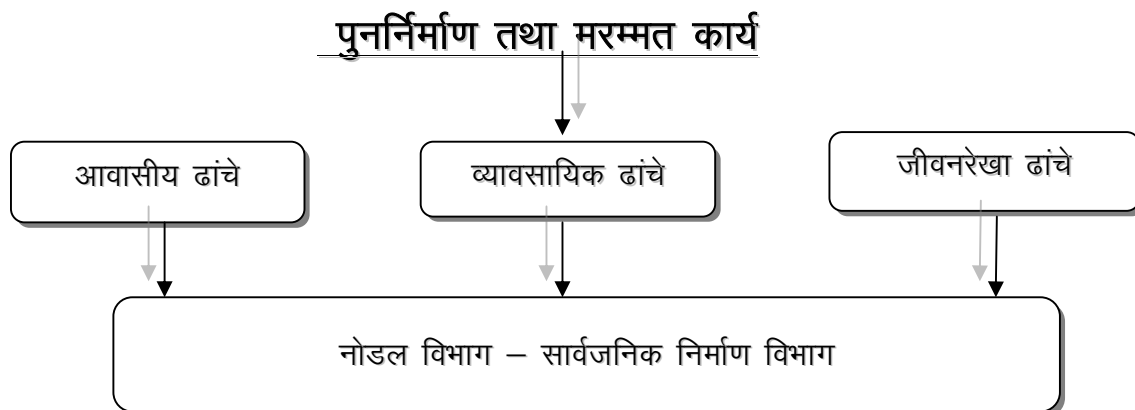 पुनर्निर्माण तथा मरम्मत कार्य
आवासीय ढांचे
व्यावसायिक ढांचे
जीवनरेखा ढांचे
नोडल विभाग – सार्वजनिक निर्माण विभाग